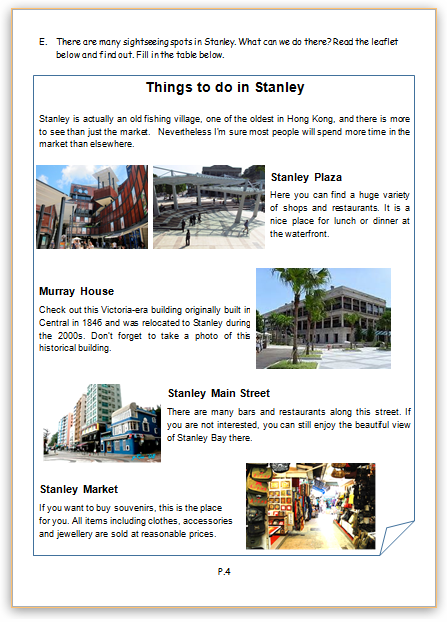 E. There are many sightseeing spots in Stanley. What can we do there? Read the leaflet
below and find out. Fill in the table below.
Things to do in Stanley
Stanley is actually an old fishing village, one of the oldest in Hong Kong, and there is more
to see than just the market. Nevertheless I'm sure most people will spend more time in the
market than elsewhere.
Stanley Plaza
Here you can find a huge variety
of shops and restaurants. It is a
nice place for lunch or dinner at
the waterfront.
Murray House
Check out this Victoria-era building originally built in
Central in 1846 and was relocated to Stanley during
the 2000s. Don't forget to take a photo of this
historical building.
Stanley Main Street
There are many bars and restaurants along this street. If
you are not interested, you can still enjoy the beautiful view
of Stanley Bay there.
Stanley Market
If you want to buy souvenirs, this is the place
for you. All items including clothes, accessories
and jewellery are sold at reasonable prices.
P.4